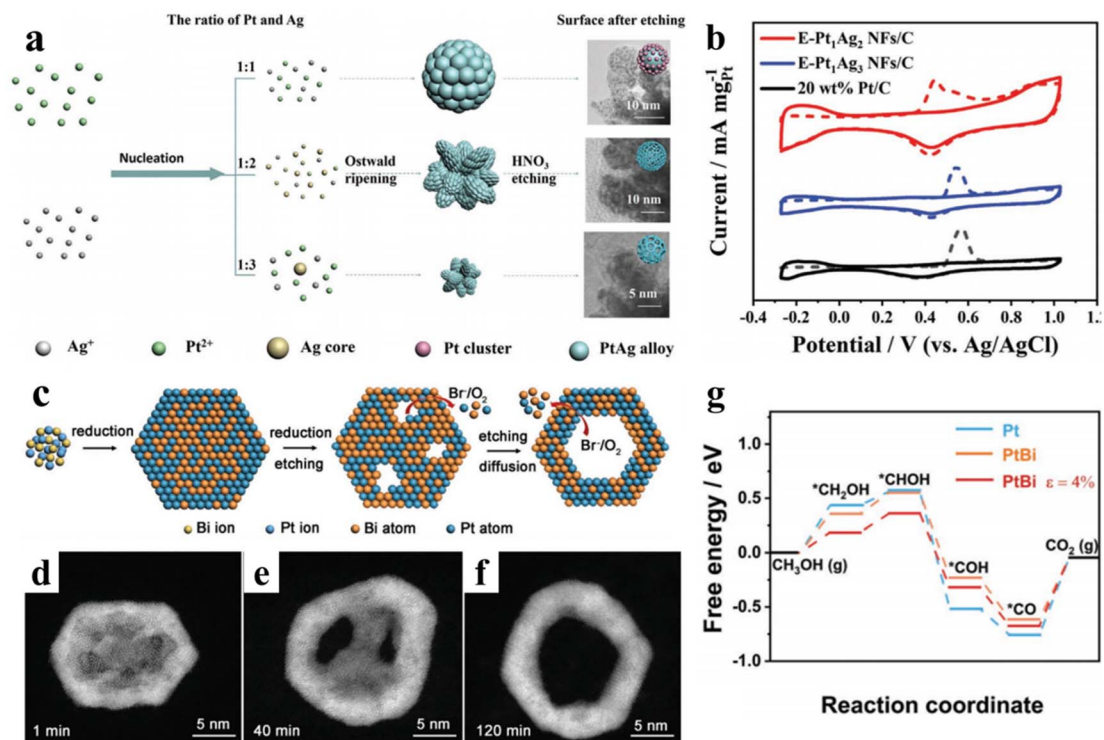 a
The ratio of Pt and Ag
Surface after etching
1:1
10 nm
Nucleation
1:2
Ostwald
ripening
HNO₃
etching
10 nm
1:3
5 nm
Ag⁺
Pt²⁺
Ag core
Pt cluster
PtAg alloy
b
E-Pt₁Ag₂ NFs/C
E-Pt₁Ag₃ NFs/C
20 wt% Pt/C
Current / mA mg⁻¹Pt
-0.4 -0.2 0.0 0.2 0.4 0.6 0.8 1.0
Potential / V (vs. Ag/AgCl)
c
reduction
reduction
etching
Br⁻/O₂
etching
diffusion
Br⁻/O₂
Bi ion
Pt ion
Bi atom
Pt atom
d
1 min
5 nm
e
40 min
5 nm
f
120 min
5 nm
g
Pt
PtBi
PtBi ε = 4%
Free energy / eV
1.0
0.5
0.0
-0.5
-1.0
CH₃OH (g)
*CH₂OH
*CHOH
*COH
*CO
CO₂ (g)
Reaction coordinate